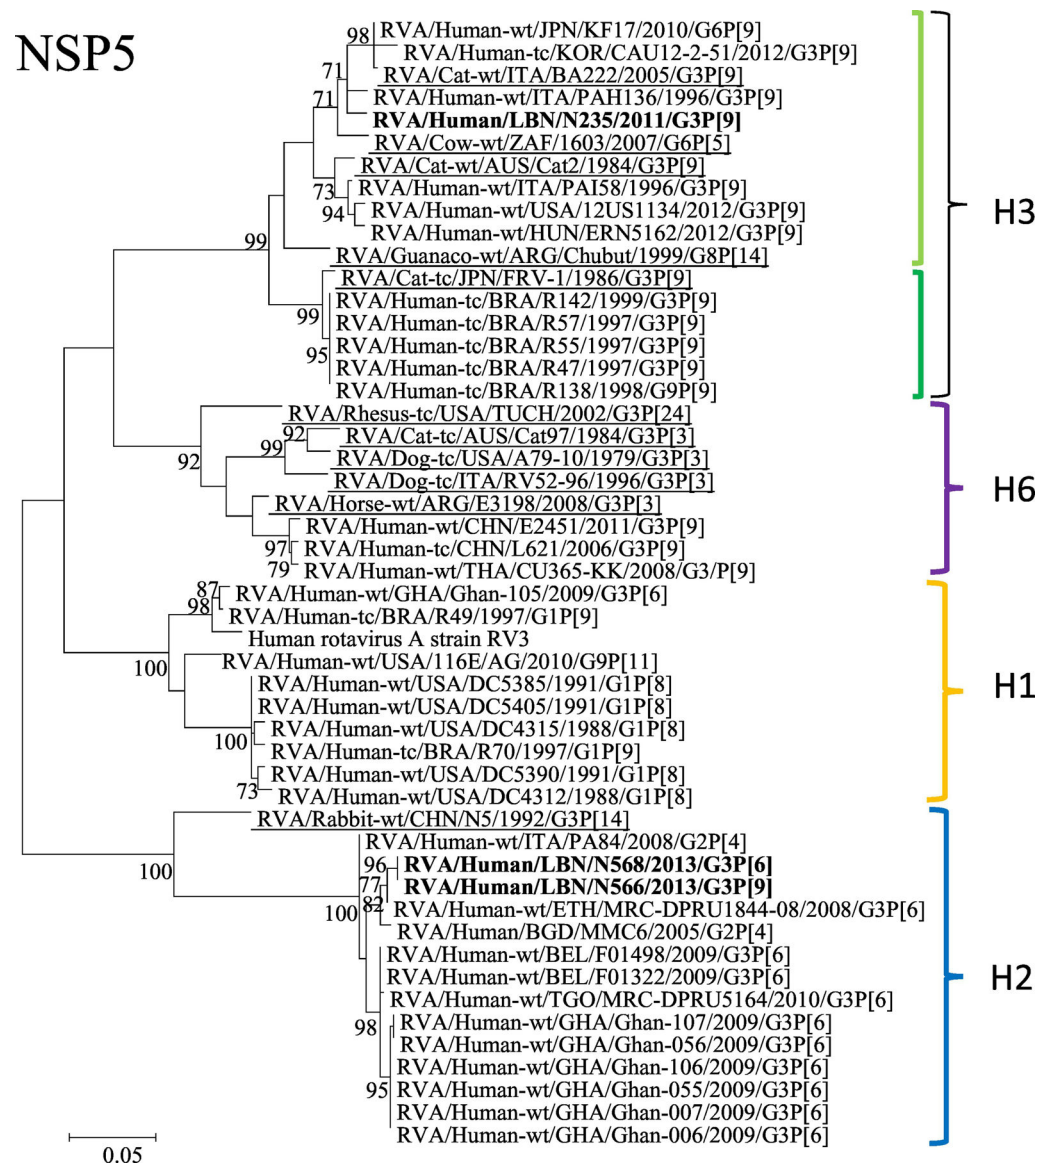 NSP5
RVA/Human-wt/JPN/KF17/2010/G6P[9]
98
RVA/Human-tc/KOR/CAU12-2-51/2012/G3P[9]
RVA/Cat-wt/ITA/BA222/2005/G3P[9]
71
RVA/Human-wt/ITA/PAH136/1996/G3P[9]
71
RVA/Human/LBN/N235/2011/G3P[9]
RVA/Cow-wt/ZAF/1603/2007/G6P[5]
RVA/Cat-wt/AUS/Cat2/1984/G3P[9]
73
RVA/Human-wt/ITA/PAI58/1996/G3P[9]
94
RVA/Human-wt/USA/12US1134/2012/G3P[9]
H3
RVA/Human-wt/HUN/ERN5162/2012/G3P[9]
99
RVA/Guanaco-wt/ARG/Chubut/1999/G8P[14]
RVA/Cat-tc/JPN/FRV-1/1986/G3P[9]
RVA/Human-tc/BRA/R142/1999/G3P[9]
99
RVA/Human-tc/BRA/R57/1997/G3P[9]
95
RVA/Human-tc/BRA/R55/1997/G3P[9]
RVA/Human-tc/BRA/R47/1997/G3P[9]
RVA/Human-tc/BRA/R138/1998/G9P[9]
RVA/Rhesus-tc/USA/TUCH/2002/G3P[24]
92
RVA/Cat-tc/AUS/Cat97/1984/G3P[3]
99
92
RVA/Dog-tc/USA/A79-10/1979/G3P[3]
RVA/Dog-tc/ITA/RV52-96/1996/G3P[3]
H6
RVA/Horse-wt/ARG/E3198/2008/G3P[3]
RVA/Human-wt/CHN/E2451/2011/G3P[9]
97
RVA/Human-tc/CHN/L621/2006/G3P[9]
79
RVA/Human-wt/THA/CU365-KK/2008/G3/P[9]
87
RVA/Human-wt/GHA/Ghan-105/2009/G3P[6]
98
RVA/Human-tc/BRA/R49/1997/G1P[9]
Human rotavirus A strain RV3
100
RVA/Human-wt/USA/116E/AG/2010/G9P[11]
RVA/Human-wt/USA/DC5385/1991/G1P[8]
H1
RVA/Human-wt/USA/DC5405/1991/G1P[8]
RVA/Human-wt/USA/DC4315/1988/G1P[8]
100
RVA/Human-tc/BRA/R70/1997/G1P[9]
RVA/Human-wt/USA/DC5390/1991/G1P[8]
73
RVA/Human-wt/USA/DC4312/1988/G1P[8]
RVA/Rabbit-wt/CHN/N5/1992/G3P[14]
RVA/Human-wt/ITA/PA84/2008/G2P[4]
100
96
RVA/Human/LBN/N568/2013/G3P[6]
77
RVA/Human/LBN/N566/2013/G3P[9]
100
82
RVA/Human-wt/ETH/MRC-DPRU1844-08/2008/G3P[6]
RVA/Human/BGD/MMC6/2005/G2P[4]
RVA/Human-wt/BEL/F01498/2009/G3P[6]
RVA/Human-wt/BEL/F01322/2009/G3P[6]
H2
RVA/Human-wt/TGO/MRC-DPRU5164/2010/G3P[6]
98
RVA/Human-wt/GHA/Ghan-107/2009/G3P[6]
RVA/Human-wt/GHA/Ghan-056/2009/G3P[6]
RVA/Human-wt/GHA/Ghan-106/2009/G3P[6]
95
RVA/Human-wt/GHA/Ghan-055/2009/G3P[6]
RVA/Human-wt/GHA/Ghan-007/2009/G3P[6]
RVA/Human-wt/GHA/Ghan-006/2009/G3P[6]
0.05